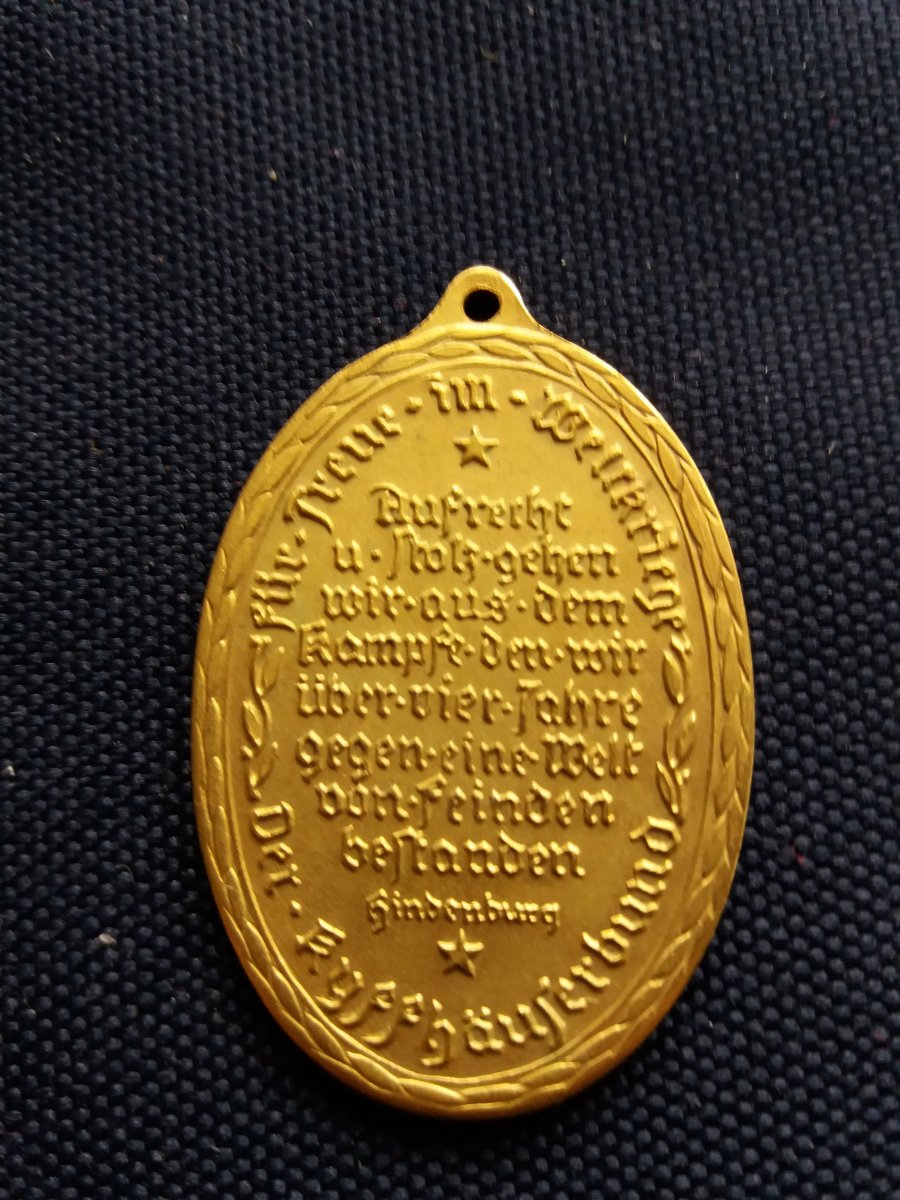 Für · Treue · im · Weltkriege
Aufrecht
u · stolz · gehen
wir · aus · dem
Kampfe · den · wir
über · vier · Jahre
gegen · eine · Welt
von · Feinden
bestanden
Hindenburg
Der · Kyffhäuserbund